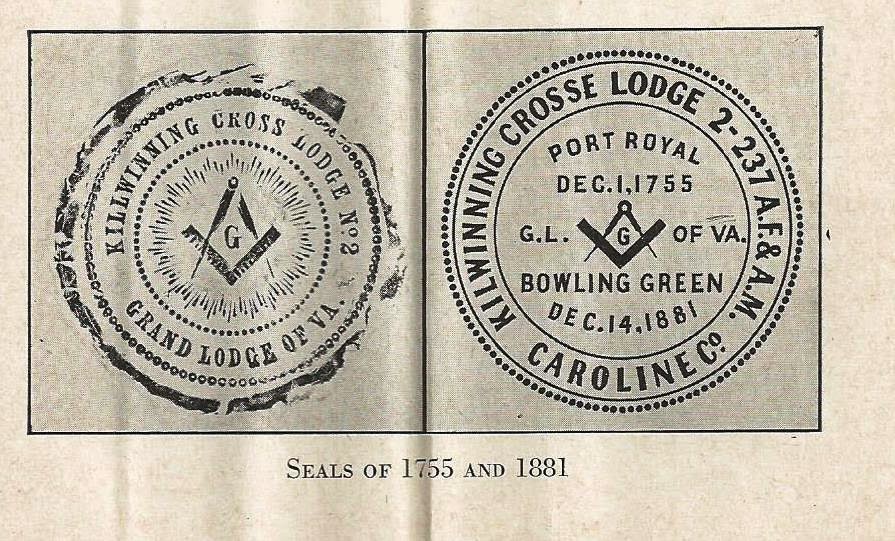 KILLWINNING CROSS LODGE No 2
GRAND LODGE OF VA.
G
KILWINNING CROSSE LODGE 2-237 A.F.&A.M.
CAROLINE Co.
PORT ROYAL
DEC.1,1755
G.L. G OF VA.
BOWLING GREEN
DEC.14,1881
SEALS OF 1755 AND 1881